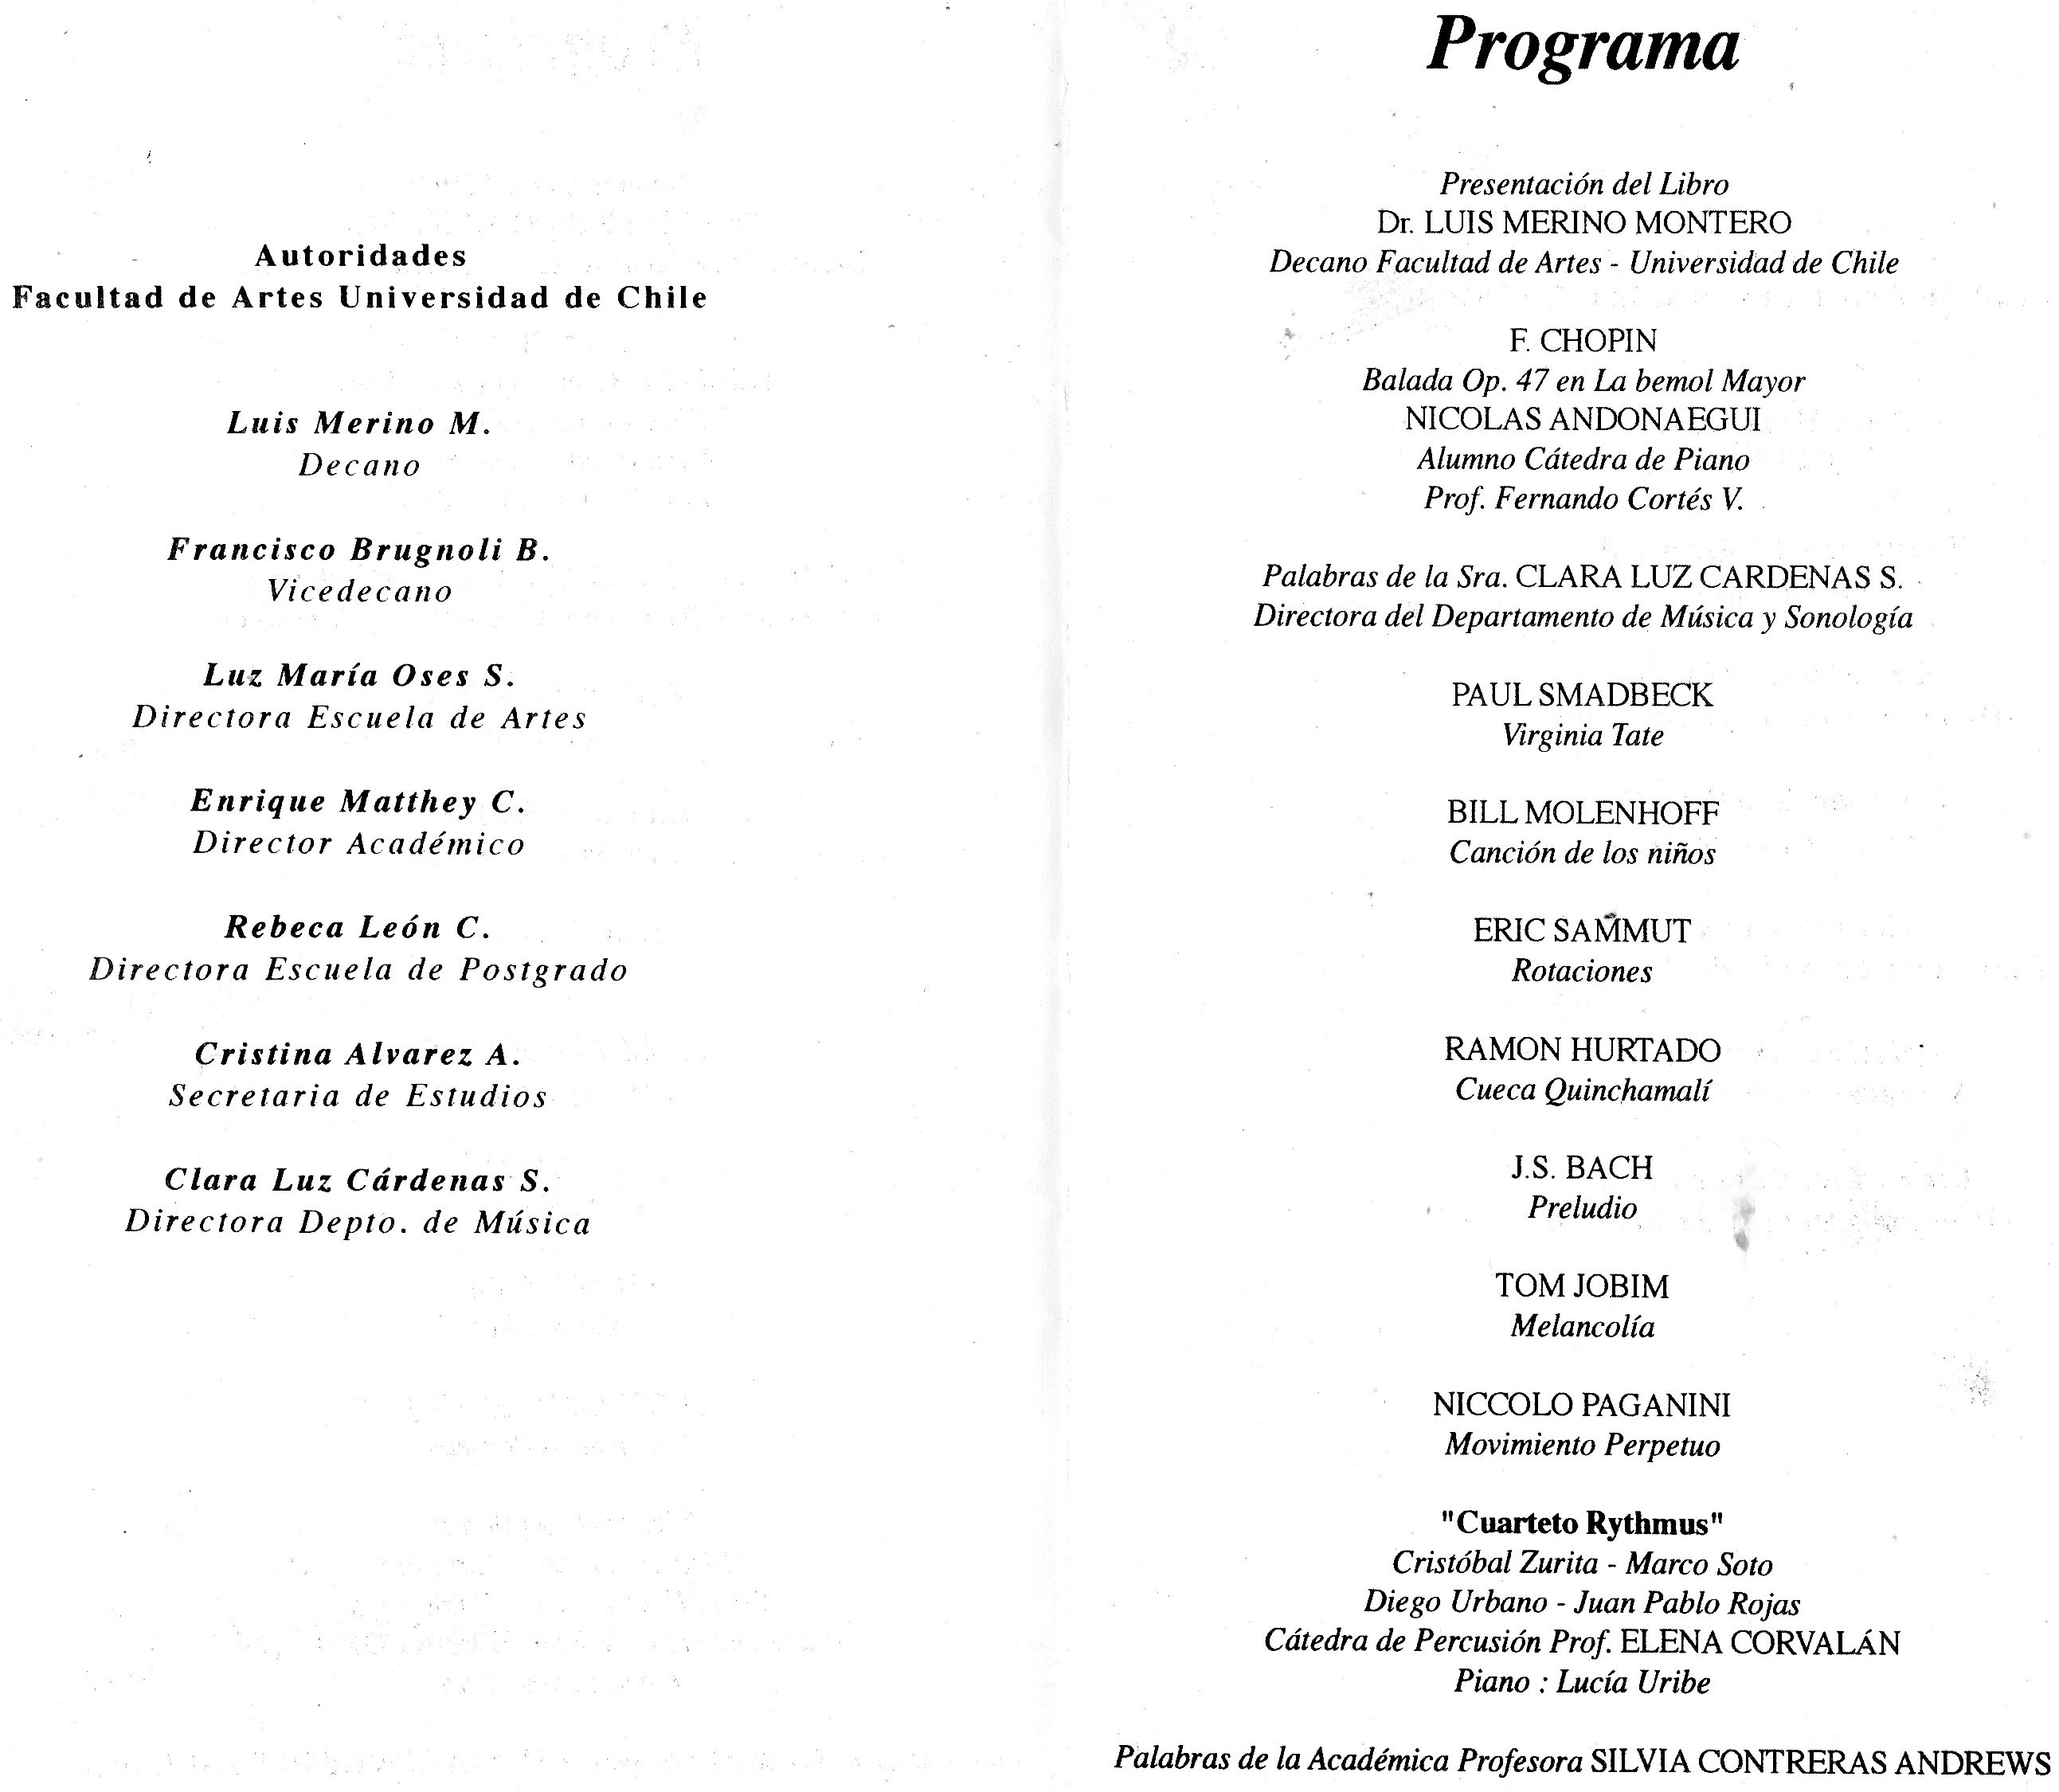 Autoridades
Facultad de Artes Universidad de Chile
Luis Merino M.
Decano
Francisco Brugnoli B.
Vicedecano
Luz María Oses S.
Directora Escuela de Artes
Enrique Matthey C.
Director Académico
Rebeca León C.
Directora Escuela de Postgrado
Cristina Alvarez A.
Secretaria de Estudios
Clara Luz Cárdenas S.
Directora Depto. de Música
Programa
Presentación del Libro
Dr. LUIS MERINO MONTERO
Decano Facultad de Artes - Universidad de Chile
F. CHOPIN
Balada Op. 47 en La bemol Mayor
NICOLAS ANDONAEGUI
Alumno Cátedra de Piano
Prof. Fernando Cortés V.
Palabras de la Sra. CLARA LUZ CARDENAS S.
Directora del Departamento de Música y Sonología
PAUL SMADBECK
Virginia Tate
BILL MOLENHOFF
Canción de los niños
ERIC SAMMUT
Rotaciones
RAMON HURTADO
Cueca Quinchamalí
J.S. BACH
Preludio
TOM JOBIM
Melancolía
NICCOLO PAGANINI
Movimiento Perpetuo
"Cuarteto Rythmus"
Cristóbal Zurita - Marco Soto
Diego Urbano - Juan Pablo Rojas
Cátedra de Percusión Prof. ELENA CORVALÁN
Piano : Lucía Uribe
Palabras de la Académica Profesora SILVIA CONTRERAS ANDREWS